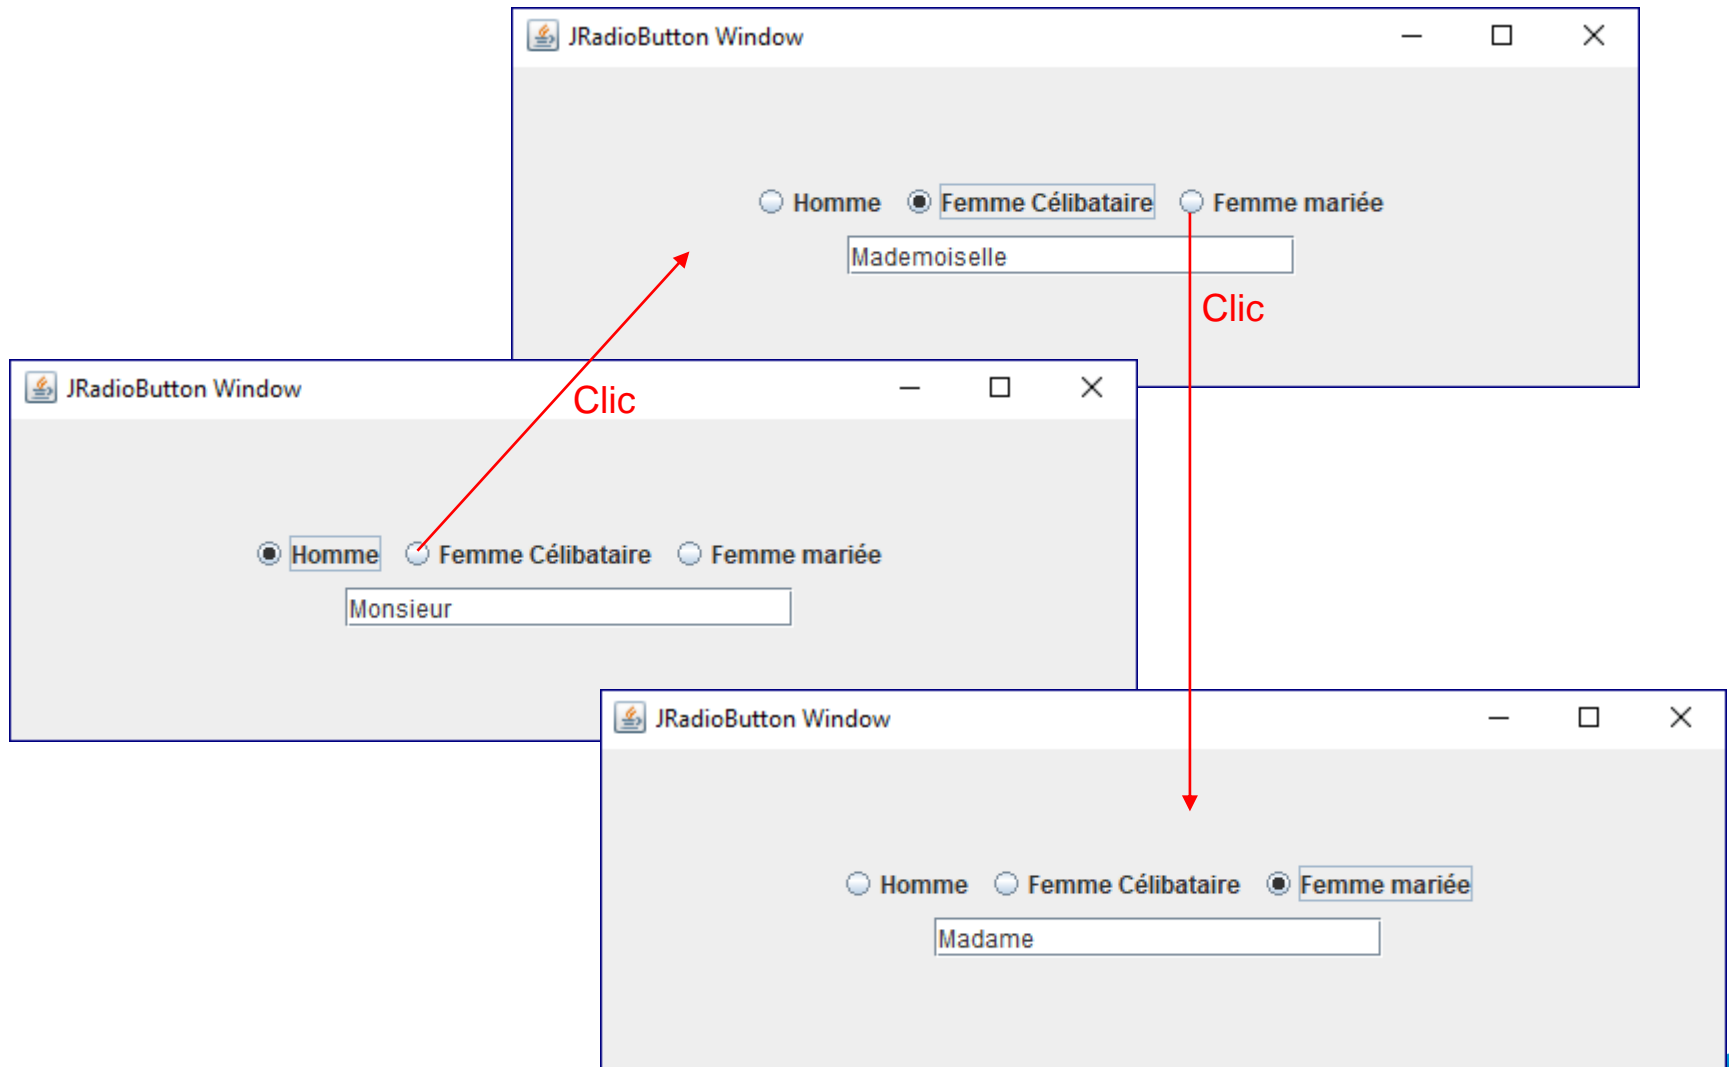 JRadioButton Window
Homme Femme Célibataire Femme mariée
Mademoiselle
Clic
JRadioButton Window
Clic
Homme Femme Célibataire Femme mariée
Monsieur
JRadioButton Window
Homme Femme Célibataire Femme mariée
Madame